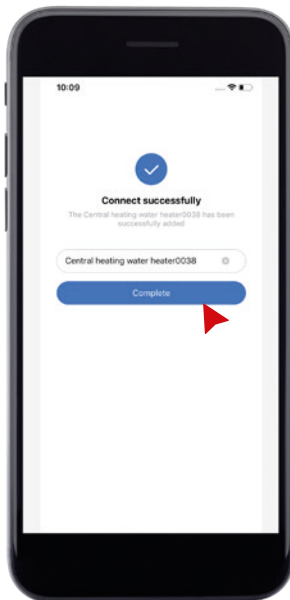 10:09
Connect successfully
The Central heating water heater0038 has been
successfully added
Central heating water heater0038
Complete